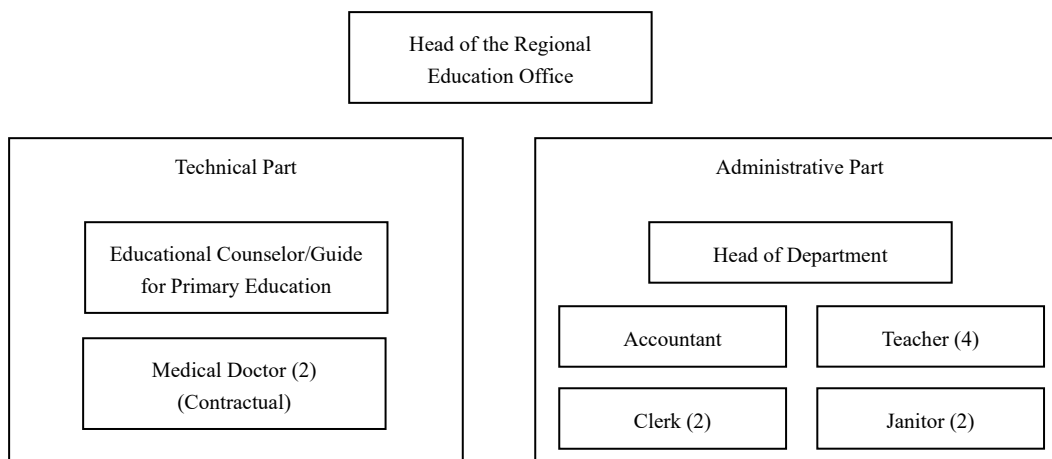 Head of the Regional
Education Office
Technical Part
Educational Counselor/Guide
for Primary Education
Medical Doctor (2)
(Contractual)
Administrative Part
Head of Department
Accountant
Teacher (4)
Clerk (2)
Janitor (2)